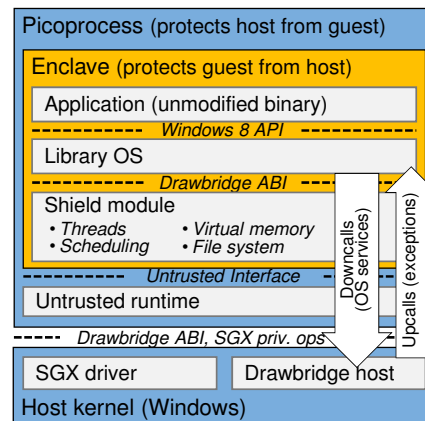 Picoprocess (protects host from guest)
Enclave (protects guest from host)
Application (unmodified binary)
Windows 8 API
Library OS
Drawbridge ABI
Shield module
• Threads • Virtual memory
• Scheduling • File system
Downcalls
(OS services)
Upcalls (exceptions)
Untrusted Interface
Untrusted runtime
Drawbridge ABI, SGX priv. ops
SGX driver Drawbridge host
Host kernel (Windows)